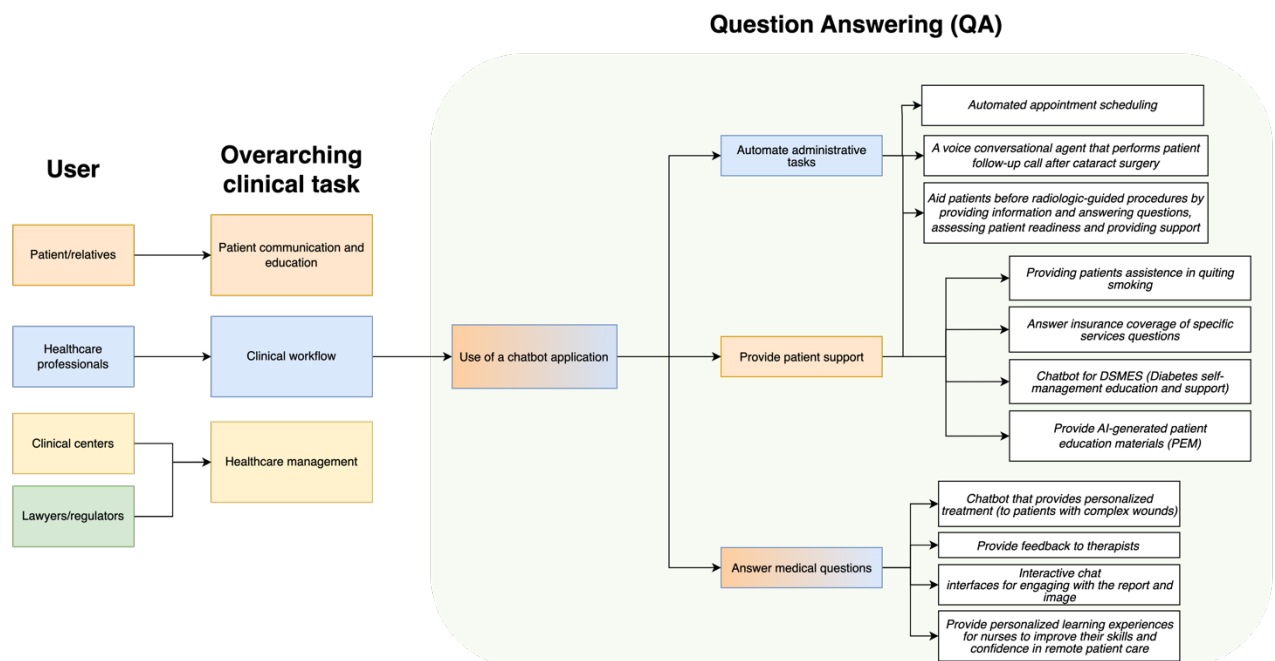 Question Answering (QA)
User
Overarching
clinical task
Patient/relatives
Patient communication and
education
Healthcare
professionals
Clinical workflow
Clinical centers
Healthcare management
Lawyers/regulators
Use of a chatbot application
Automate administrative
tasks
Provide patient support
Answer medical questions
Automated appointment scheduling
A voice conversational agent that performs patient
follow-up call after cataract surgery
Aid patients before radiologic-guided procedures by
providing information and answering questions,
assessing patient readiness and providing support
Providing patients assistence in quiting
smoking
Answer insurance coverage of specific
services questions
Chatbot for DSMES (Diabetes self-
management education and support)
Provide AI-generated patient
education materials (PEM)
Chatbot that provides personalized
treatment (to patients with complex wounds)
Provide feedback to therapists
Interactive chat
interfaces for engaging with the report and
image
Provide personalized learning experiences
for nurses to improve their skills and
confidence in remote patient care